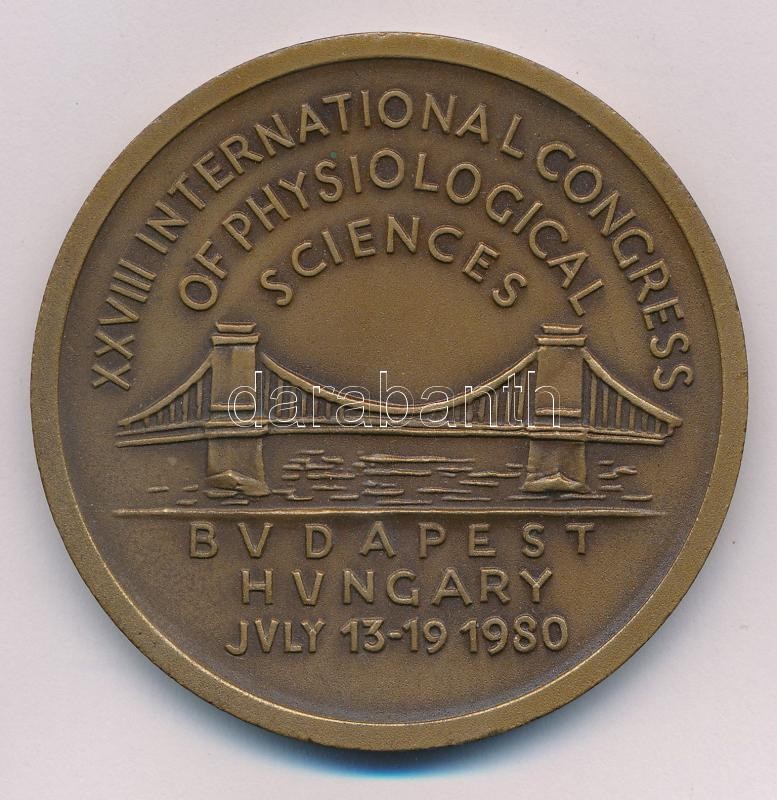 XXVIII INTERNATIONAL CONGRESS
OF PHYSIOLOGICAL
SCIENCES
darabanth
BVDAPEST
HVNGARY
JVLY 13-19 1980